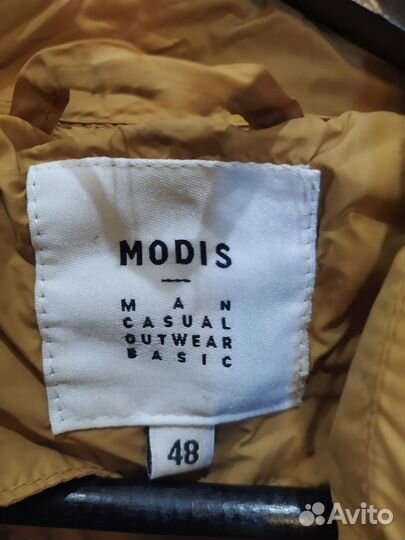 MODIS
MAN
CASUAL
OUTWEAR
BASIC
48
Avito